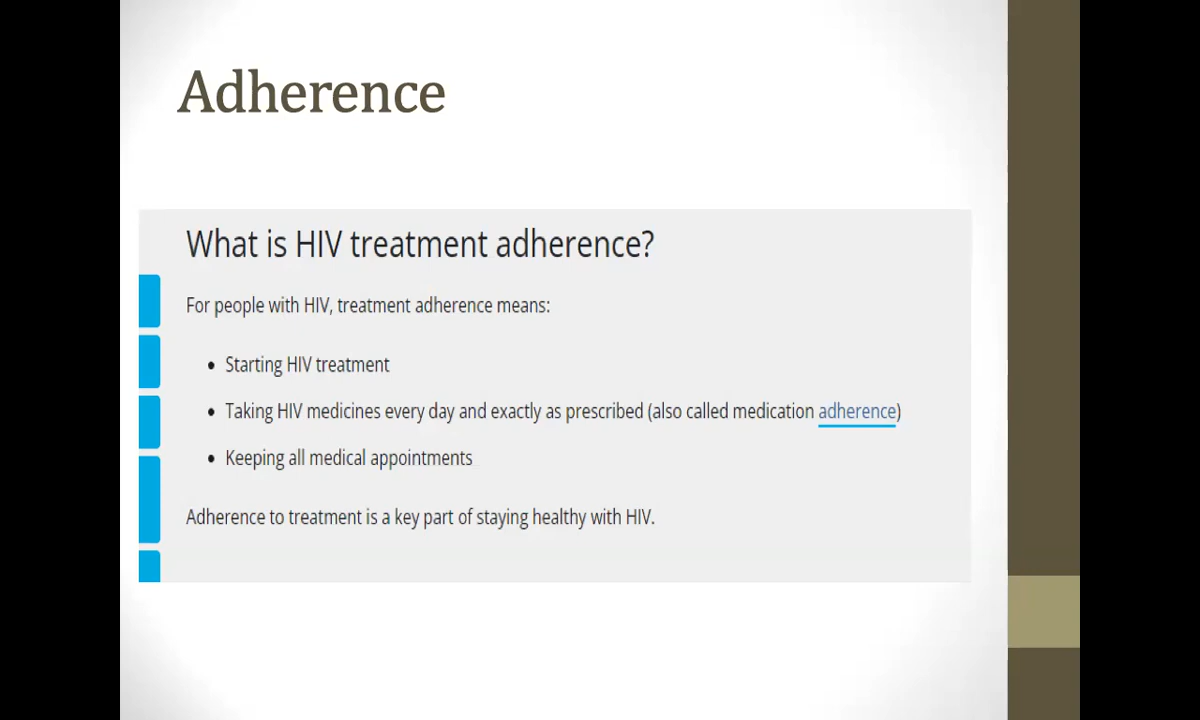 Adherence
What is HIV treatment adherence?
For people with HIV, treatment adherence means:
• Starting HIV treatment
• Taking HIV medicines every day and exactly as prescribed (also called medication adherence)
• Keeping all medical appointments
Adherence to treatment is a key part of staying healthy with HIV.